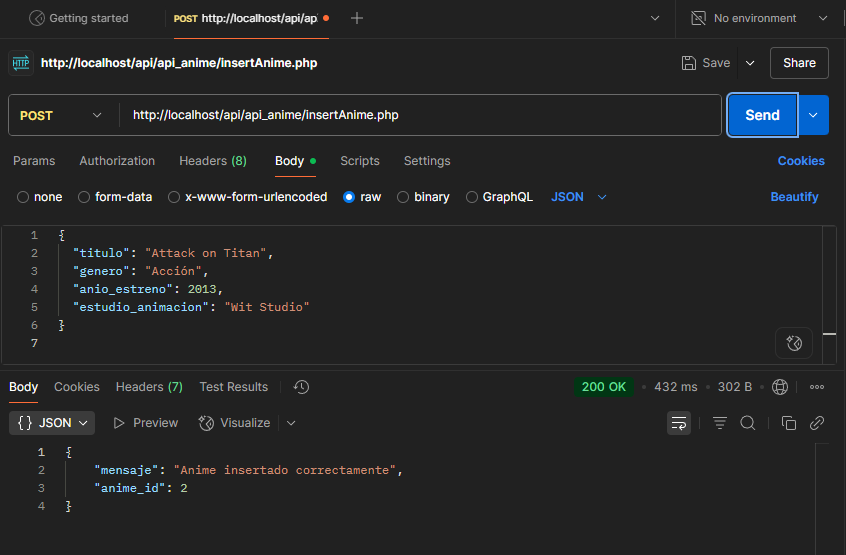 Getting started
POST http://localhost/api/ap
No environment
HTTP http://localhost/api/api_anime/insertAnime.php
Save
Share
POST http://localhost/api/api_anime/insertAnime.php
Send
Params Authorization Headers (8) Body Scripts Settings Cookies
none form-data x-www-form-urlencoded raw binary GraphQL JSON Beautify
1 {
2 "titulo": "Attack on Titan",
3 "genero": "Acción",
4 "anio_estreno": 2013,
5 "estudio_animacion": "Wit Studio"
6 }
7
Body Cookies Headers (7) Test Results 200 OK • 432 ms • 302 B
{} JSON Preview Visualize
1 {
2 "mensaje": "Anime insertado correctamente",
3 "anime_id": 2
4 }